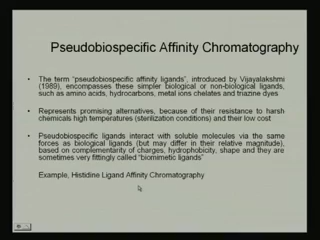 Pseudobiospecific Affinity Chromatography
• The term "pseudobiospecific affinity ligands", introduced by Vijayalakshmi
(1989), encompasses these simpler biological or non-biological ligands,
such as amino acids, hydrocarbons, metal ions chelates and triazine dyes
• Represents promising alternatives, because of their resistance to harsh
chemicals high temperatures (sterilization conditions) and their low cost
• Pseudobiospecific ligands interact with soluble molecules via the same
forces as biological ligands (but may differ in their relative magnitude),
based on complementarity of charges, hydrophobicity, shape and they are
sometimes very fittingly called "biomimetic ligands"
Example, Histidine Ligand Affinity Chromatography